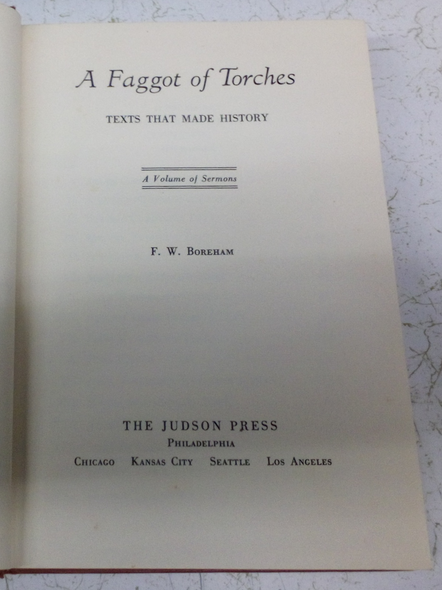 A Faggot of Torches
TEXTS THAT MADE HISTORY
A Volume of Sermons
F. W. BOREHAM
THE JUDSON PRESS
PHILADELPHIA
CHICAGO KANSAS CITY SEATTLE LOS ANGELES